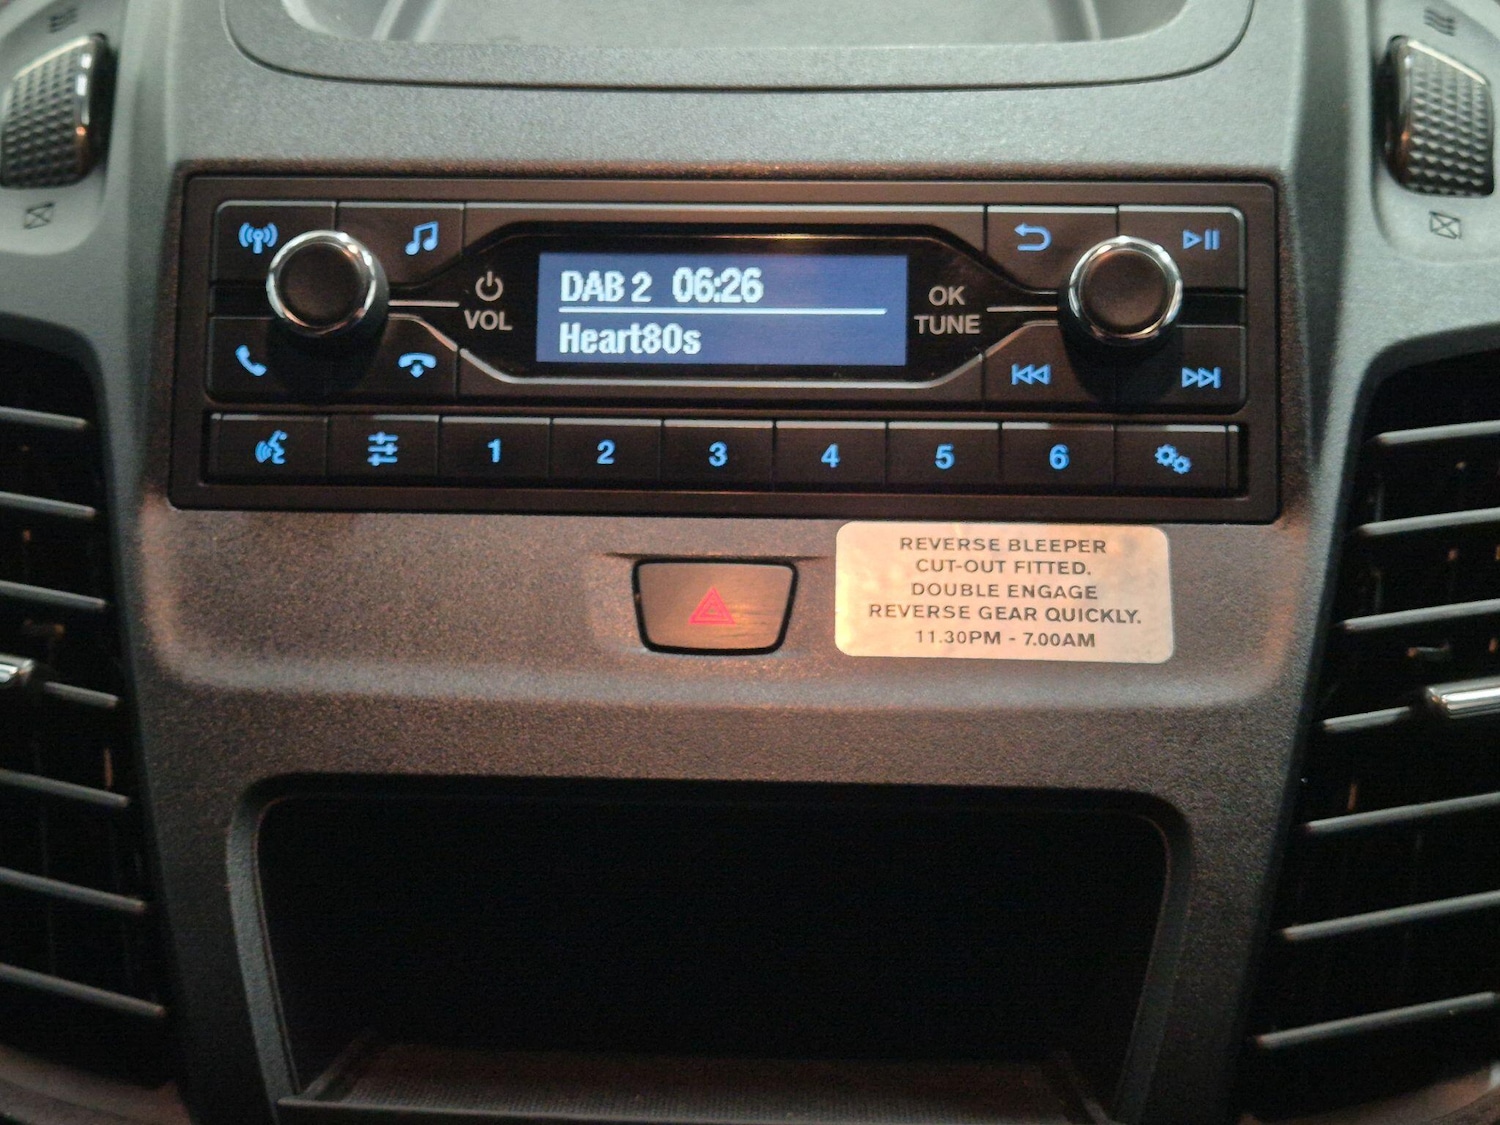 DAB 2 06:26
Heart80s
VOL
OK
TUNE
1 2 3 4 5 6
REVERSE BLEEPER
CUT-OUT FITTED.
DOUBLE ENGAGE
REVERSE GEAR QUICKLY.
11.30PM - 7.00AM